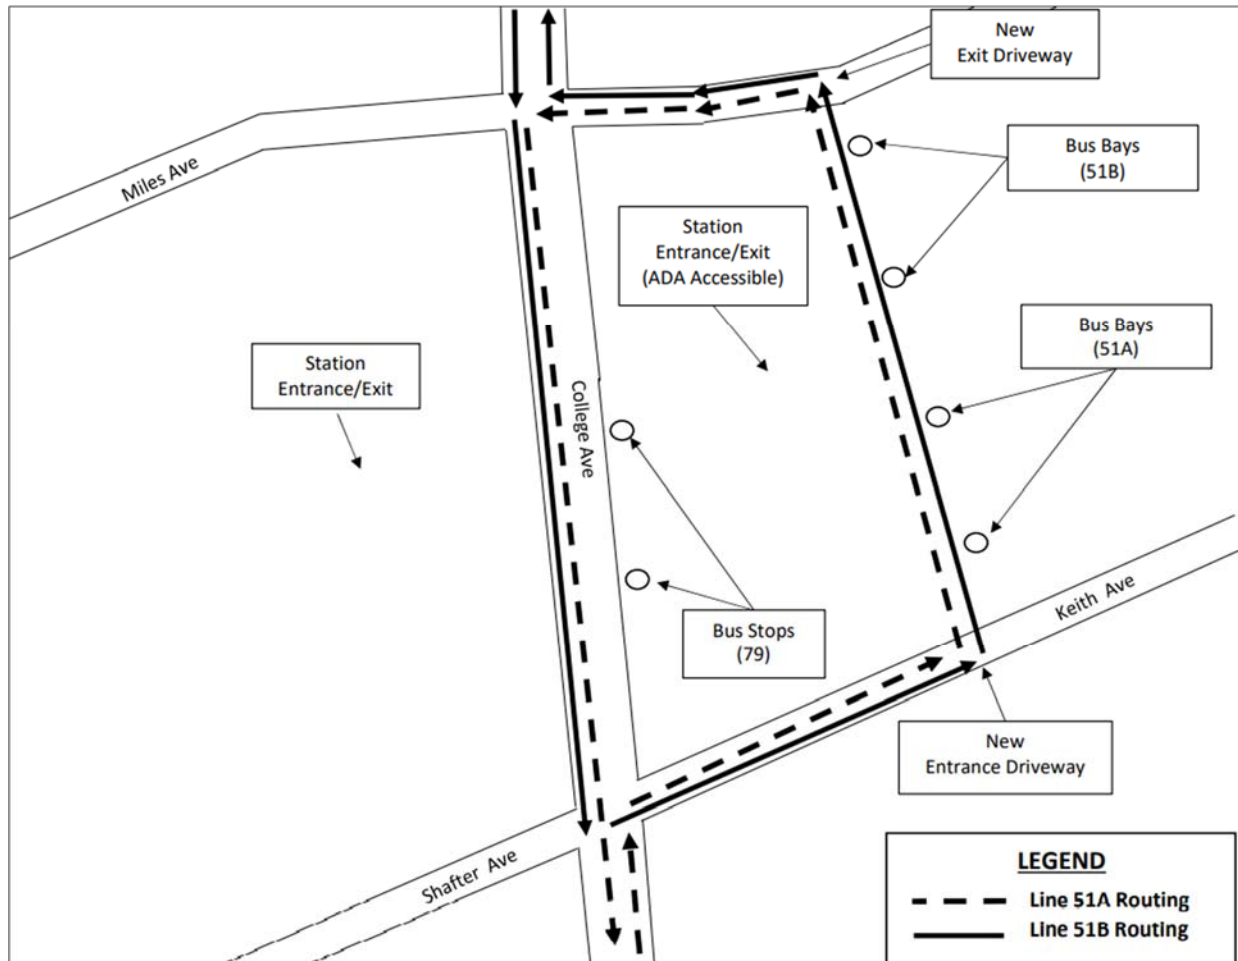 New
Exit Driveway
Bus Bays
(51B)
Miles Ave
Station
Entrance/Exit
(ADA Accessible)
Bus Bays
(51A)
Station
Entrance/Exit
College Ave
Keith Ave
Bus Stops
(79)
New
Entrance Driveway
Shafter Ave
LEGEND
Line 51A Routing
Line 51B Routing